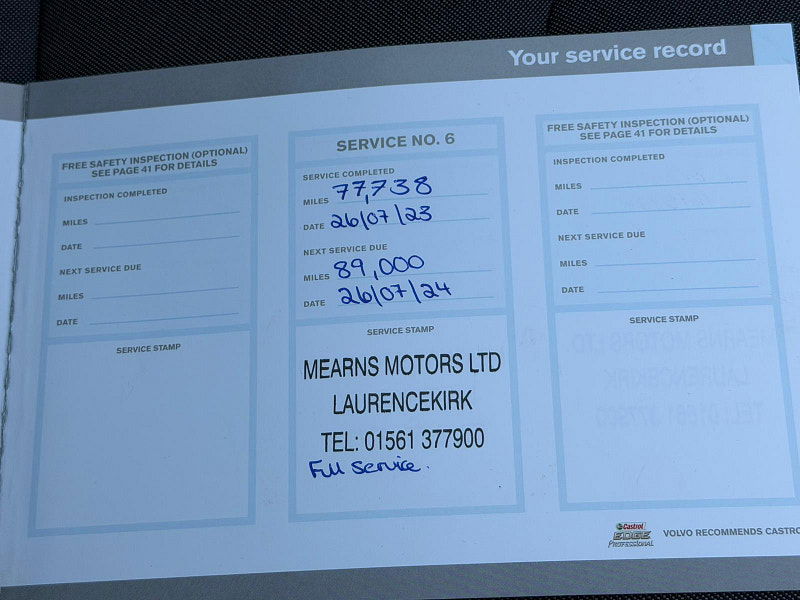 Your service record
FREE SAFETY INSPECTION (OPTIONAL)
SEE PAGE 41 FOR DETAILS
INSPECTION COMPLETED
MILES
DATE
NEXT SERVICE DUE
MILES
DATE
SERVICE STAMP
SERVICE NO. 6
SERVICE COMPLETED
MILES 77,738
DATE 26/07/23
NEXT SERVICE DUE
MILES 89,000
DATE 26/07/24
SERVICE STAMP
MEARNS MOTORS LTD
LAURENCEKIRK
TEL: 01561 377900
Full Service.
FREE SAFETY INSPECTION (OPTIONAL)
SEE PAGE 41 FOR DETAILS
INSPECTION COMPLETED
MILES
DATE
NEXT SERVICE DUE
MILES
DATE
SERVICE STAMP
Castrol
EDGE
PROFESSIONAL
VOLVO RECOMMENDS CASTRO